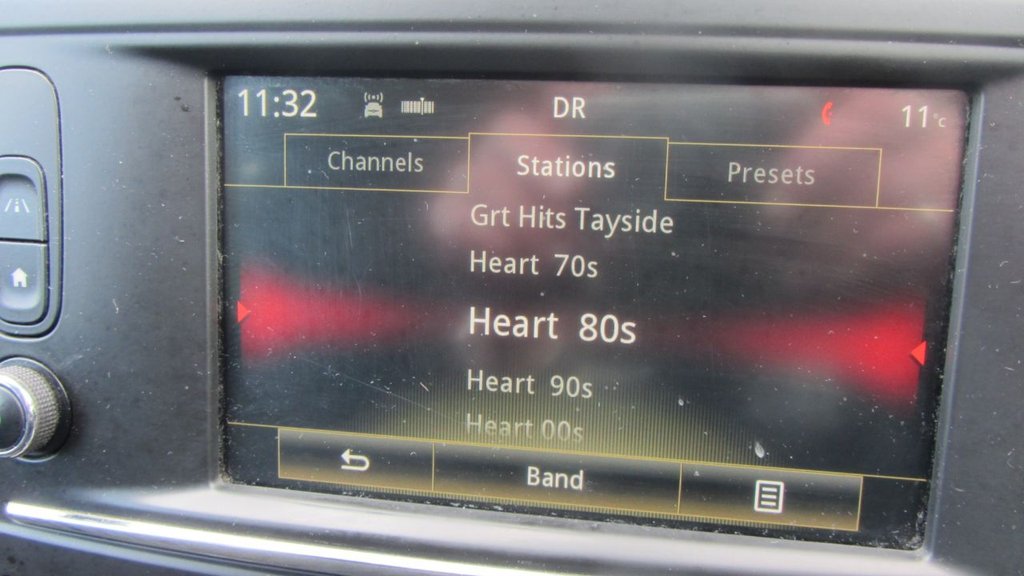 11:32 DR 11°c
Channels Stations Presets
Grt Hits Tayside
Heart 70s
Heart 80s
Heart 90s
Heart 00s
Band